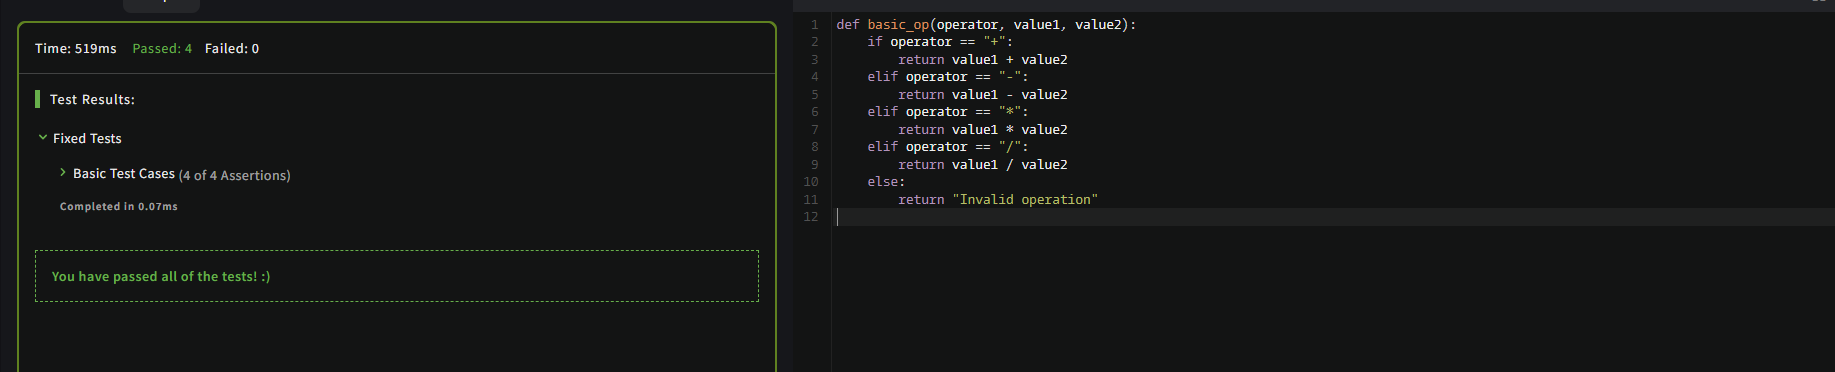 Time: 519ms Passed: 4 Failed: 0
Test Results:
Fixed Tests
Basic Test Cases (4 of 4 Assertions)
Completed in 0.07ms
You have passed all of the tests! :)
1 def basic_op(operator, value1, value2):
2     if operator == "+":
3         return value1 + value2
4     elif operator == "-":
5         return value1 - value2
6     elif operator == "*":
7         return value1 * value2
8     elif operator == "/":
9         return value1 / value2
10     else:
11         return "Invalid operation"
12